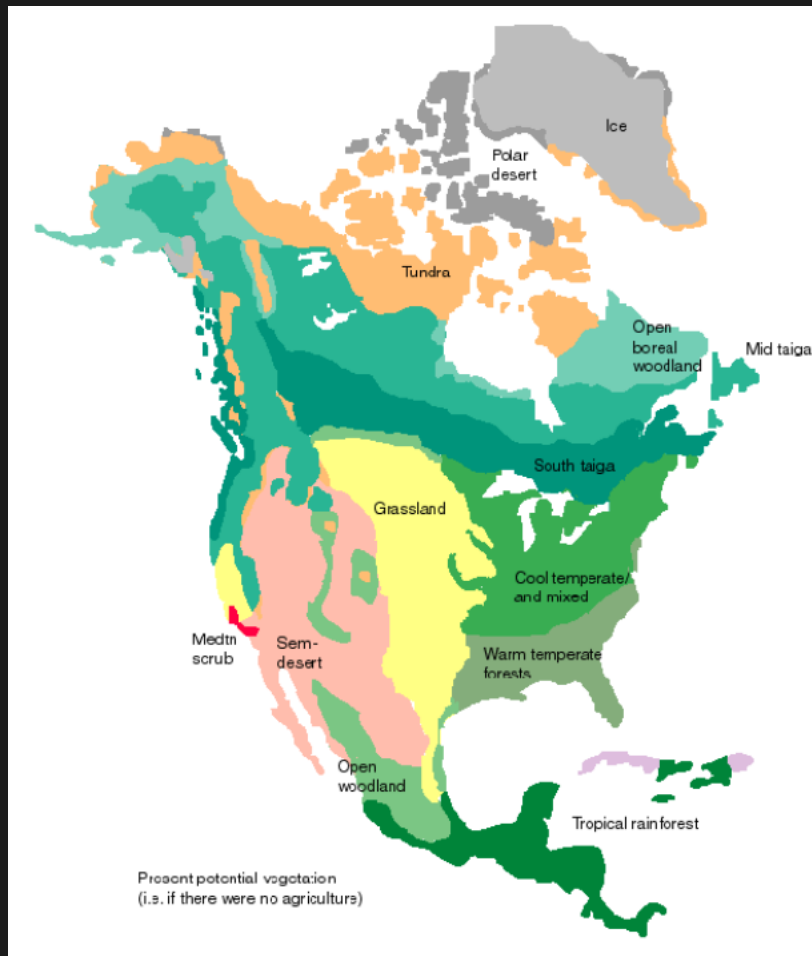 Ice
Polar
desert
Tundra
Open
boreal
woodland
Mid taiga
South taiga
Grassland
Cool temperate/
and mixed
Medtn
scrub
Sem-
desert
Warm temperate
forests
Open
woodland
Tropical rainforest
Present potential vegetation
(i.e. if there were no agriculture)